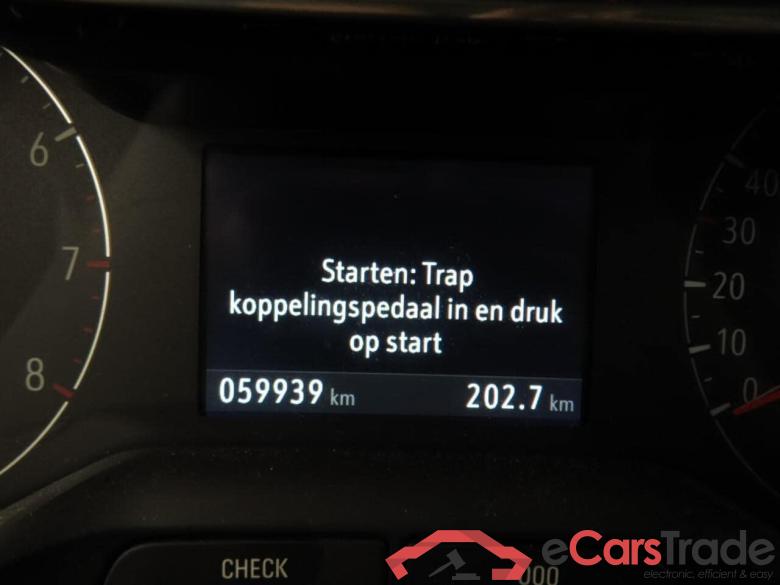 6
7
8
Starten: Trap
koppelingspedaal in en druk
op start
059939 km
202.7 km
40
30
20
10
0
CHECK
000
eCarsTrade
electronic, efficient & easy